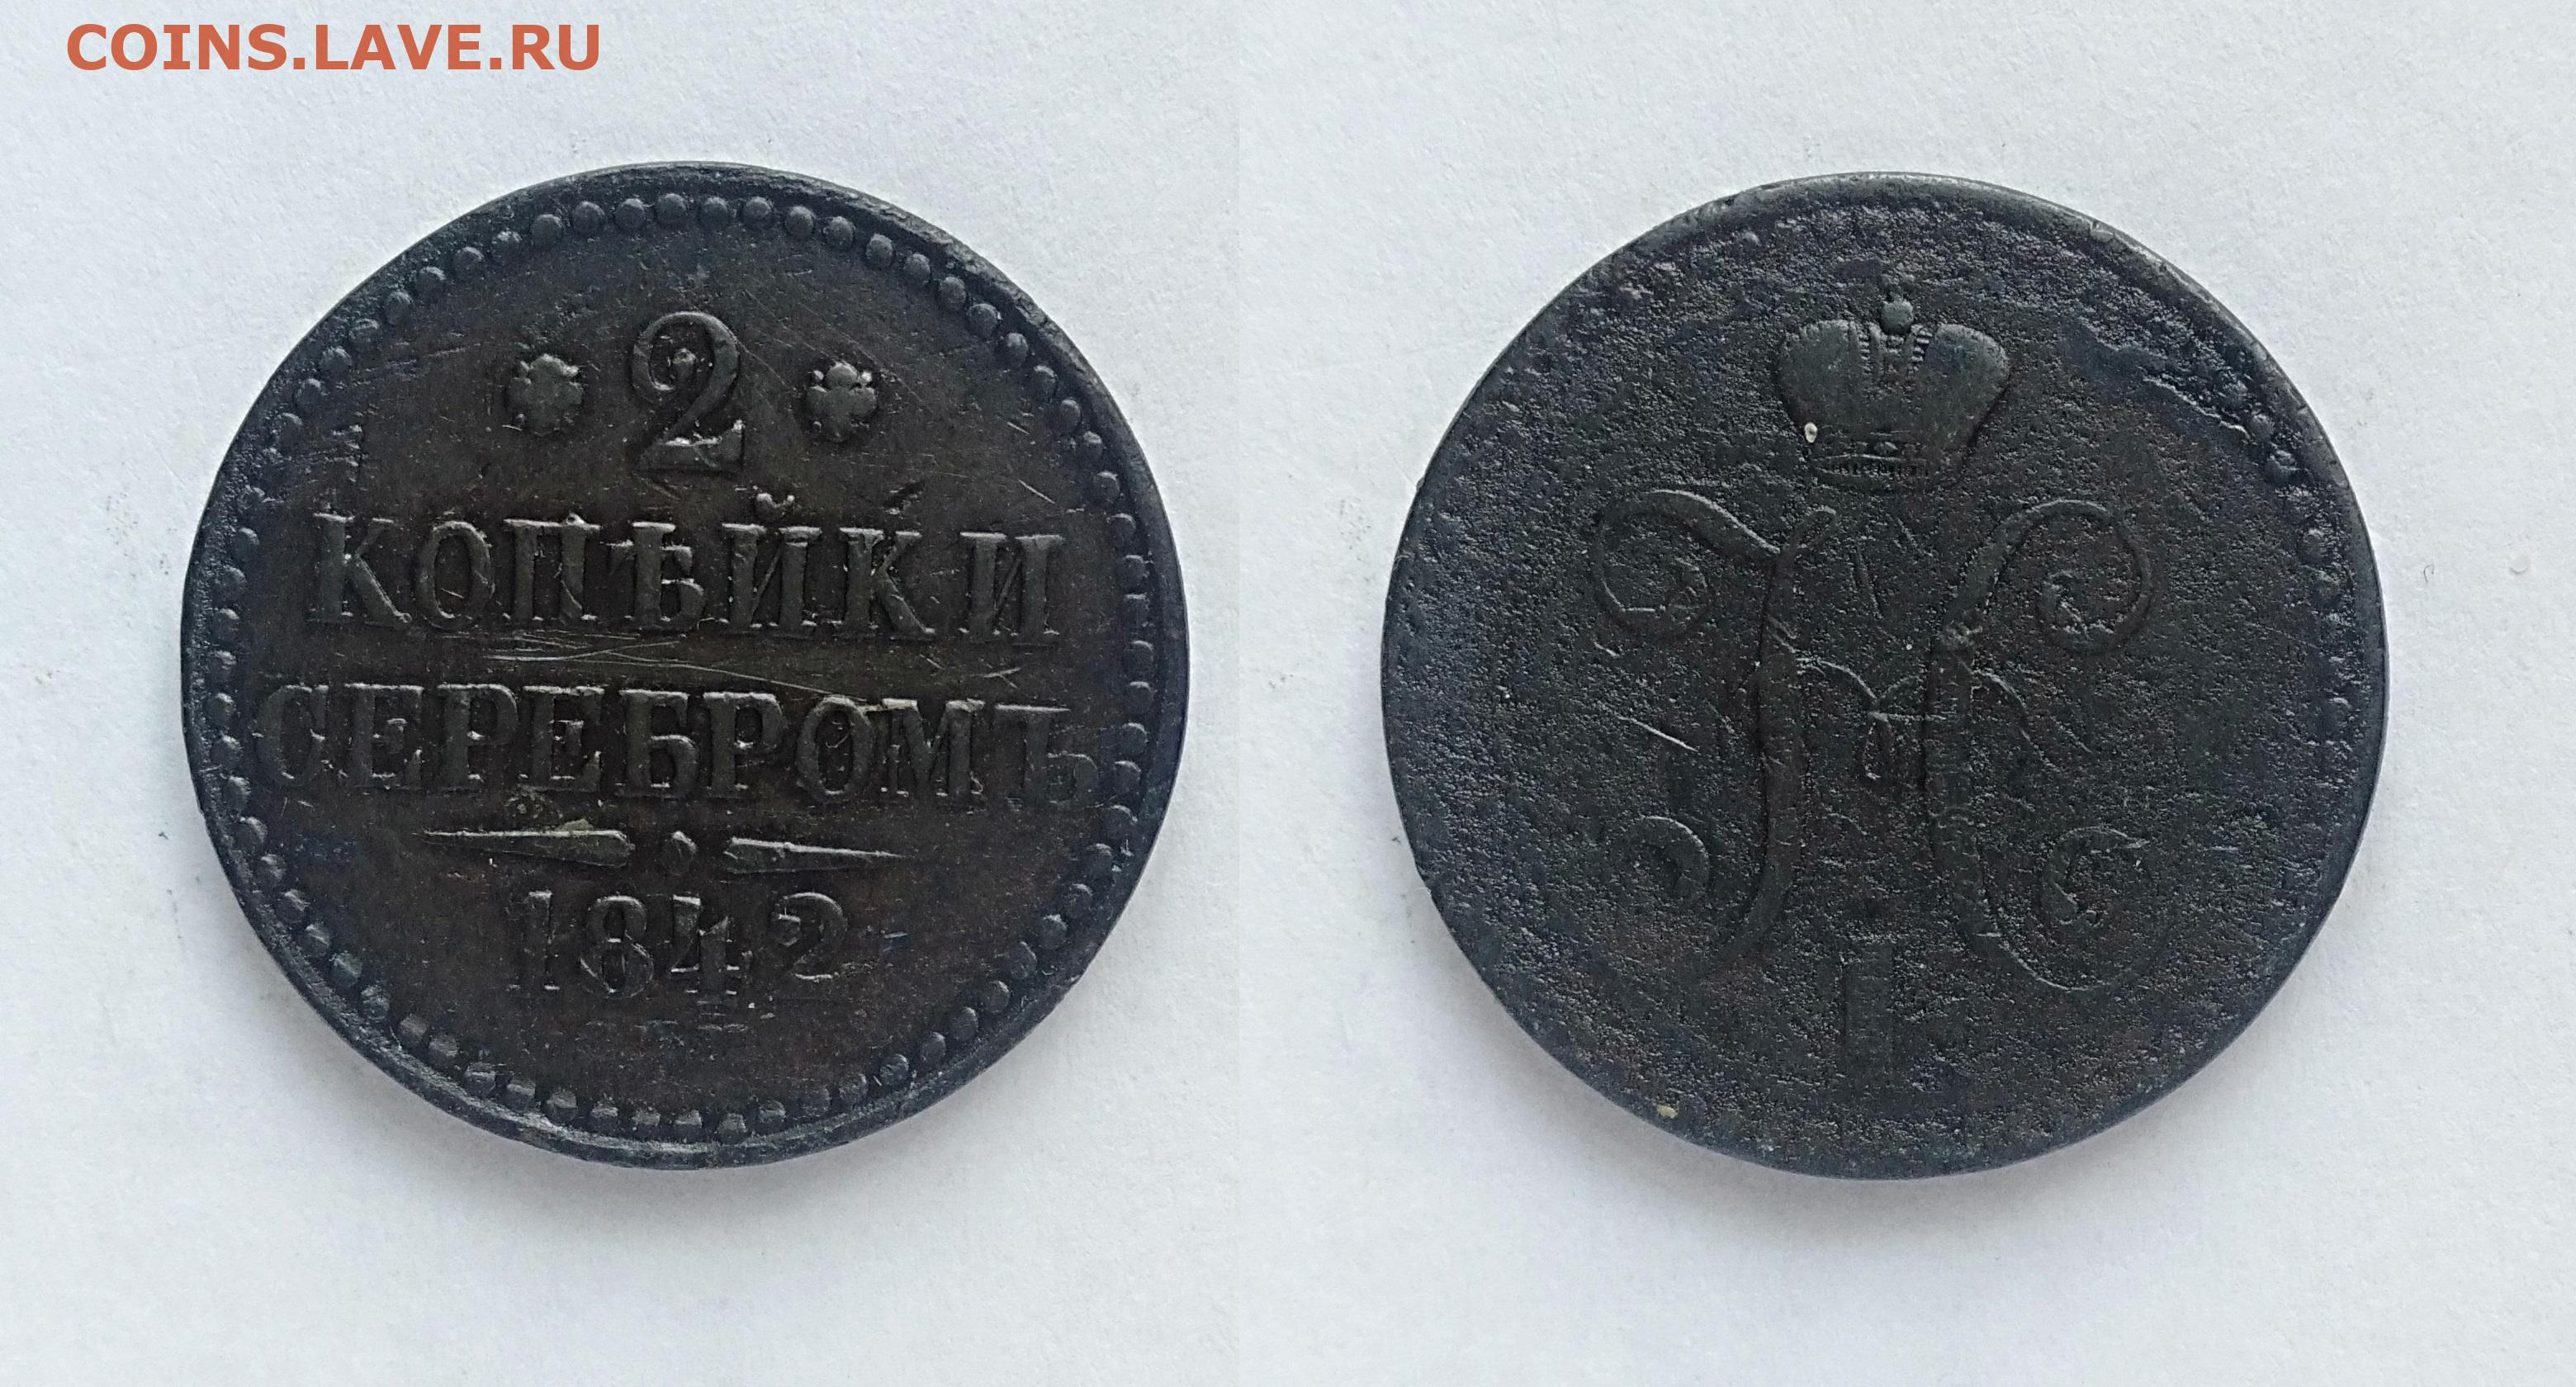 COINS.LAVE.RU
2
КОПѢЙКИ
СЕРЕБРОМЪ
1842
I